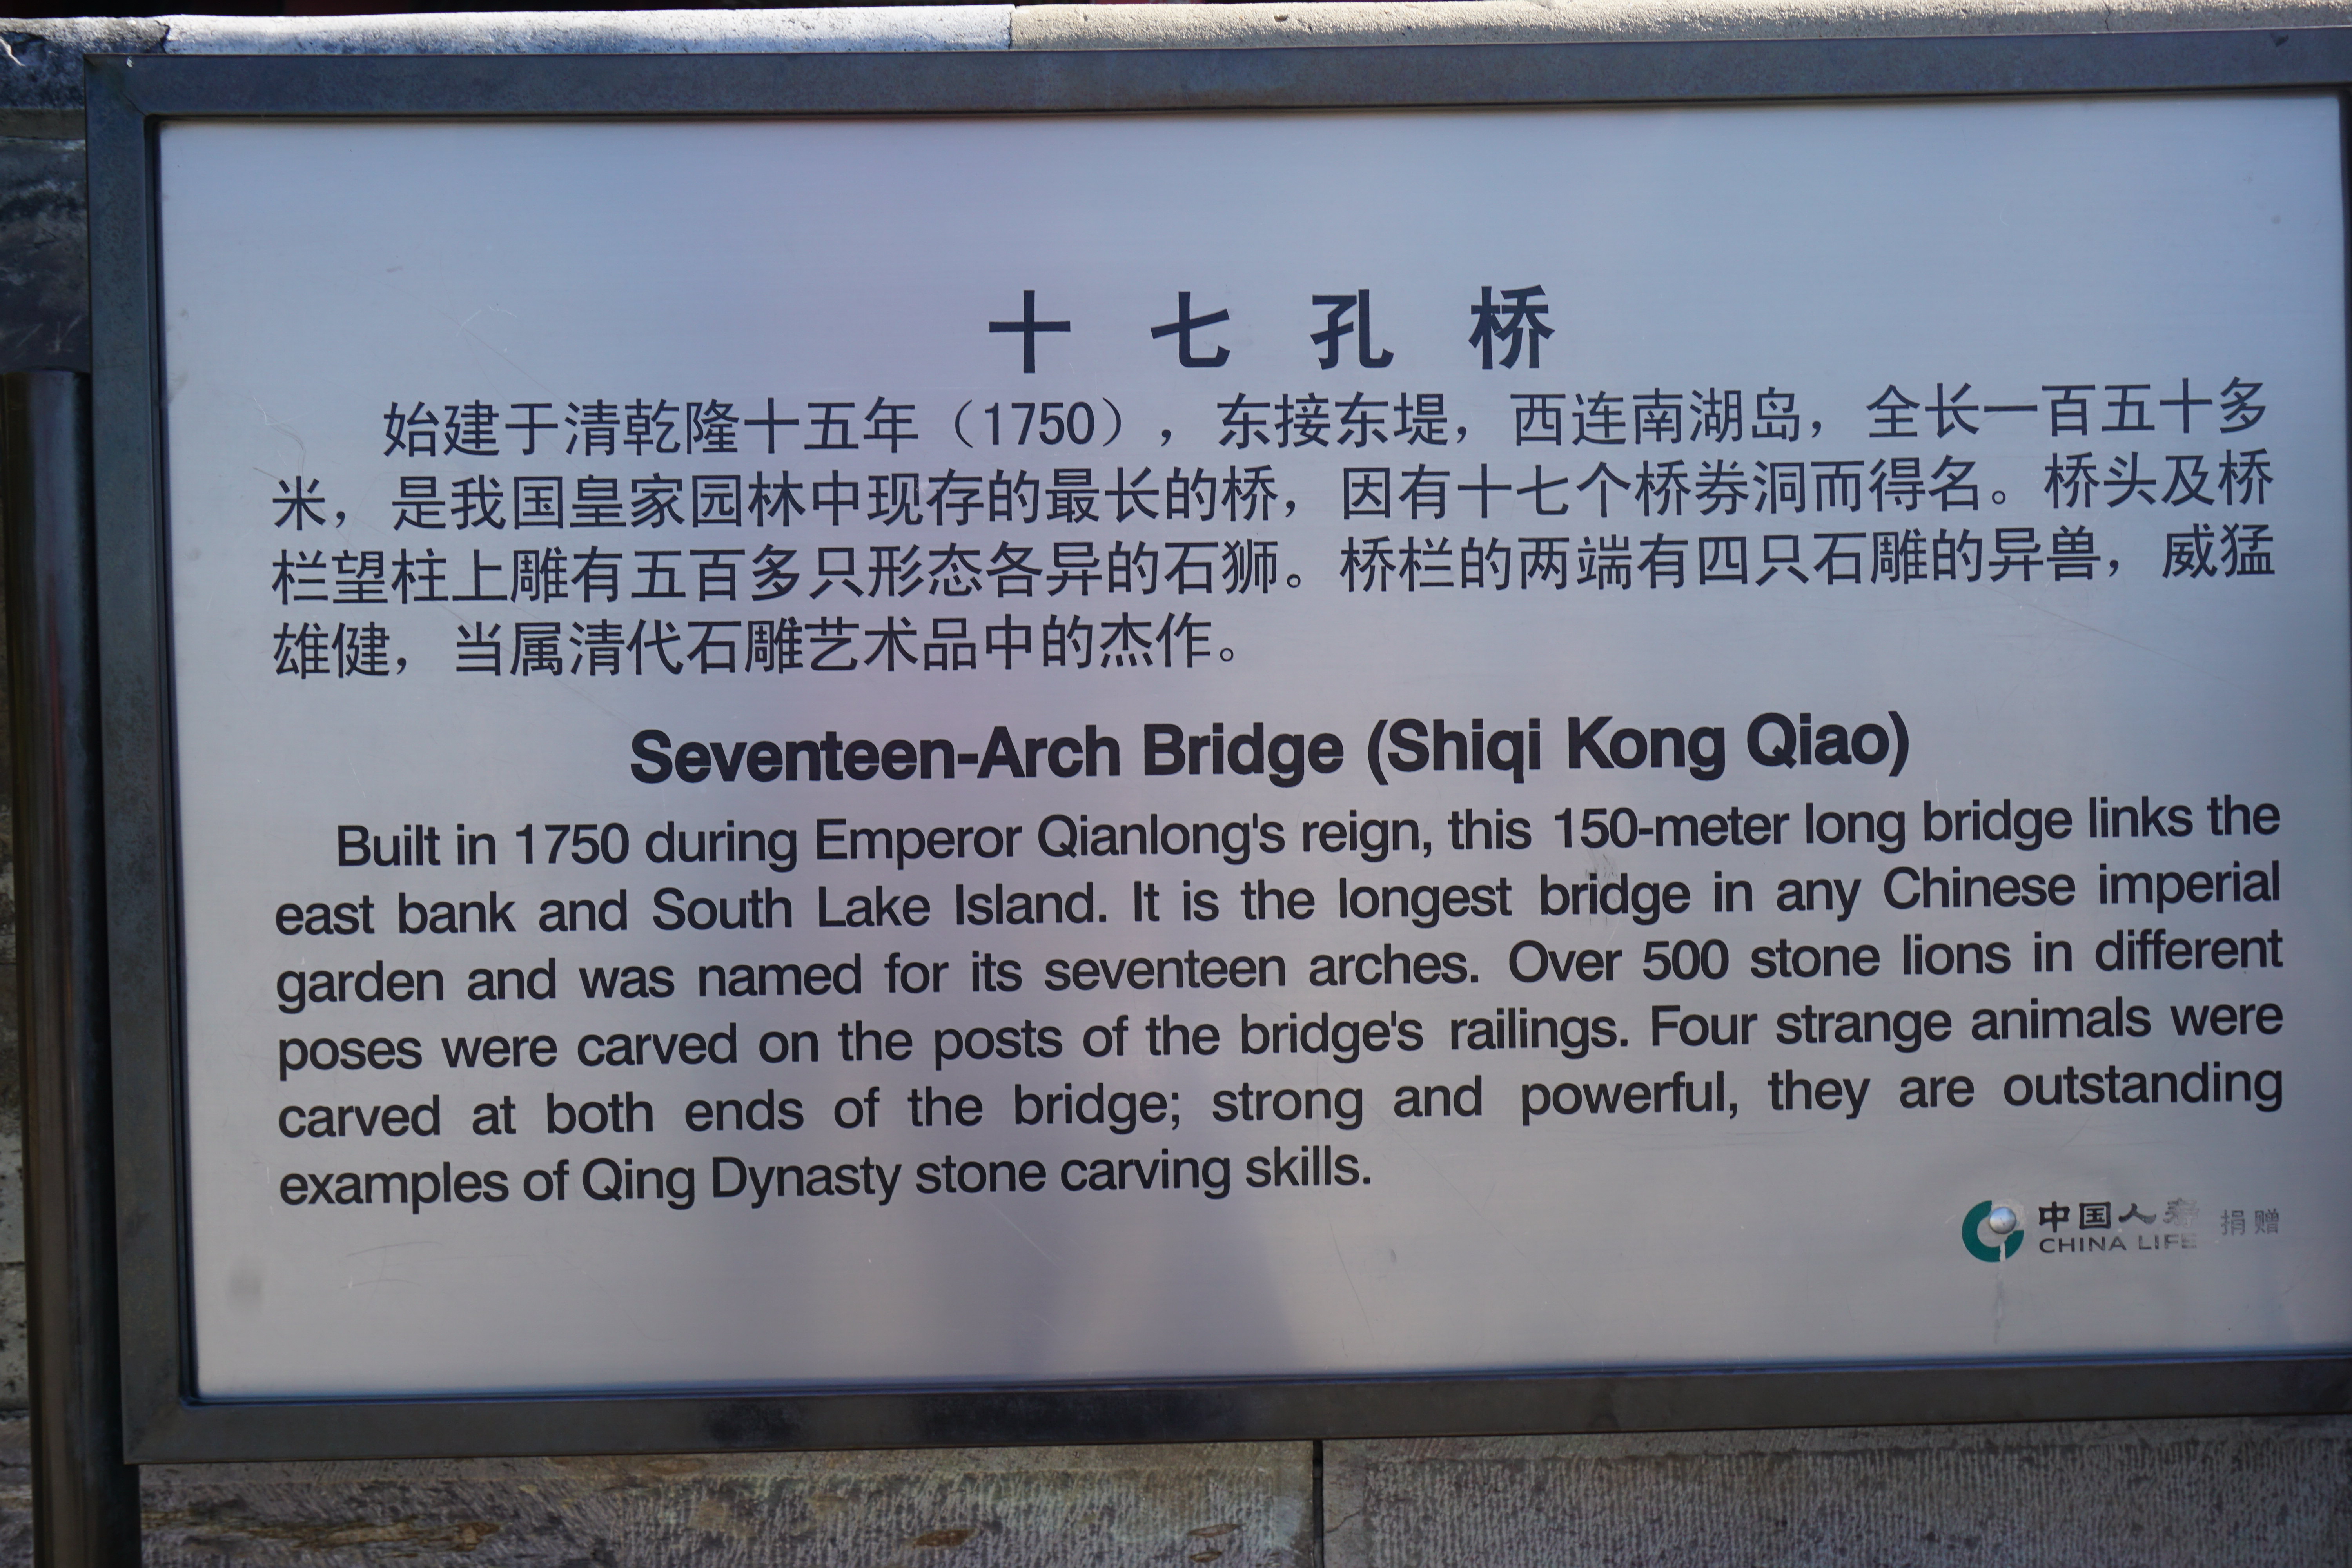 十七孔桥
始建于清乾隆十五年（1750），东接东堤，西连南湖岛，全长一百五十多
米，是我国皇家园林中现存的最长的桥，因有十七个桥券洞而得名。桥头及桥
栏望柱上雕有五百多只形态各异的石狮。桥栏的两端有四只石雕的异兽，威猛
雄健，当属清代石雕艺术品中的杰作。
Seventeen-Arch Bridge (Shiqi Kong Qiao)
Built in 1750 during Emperor Qianlong's reign, this 150-meter long bridge links the
east bank and South Lake Island. It is the longest bridge in any Chinese imperial
garden and was named for its seventeen arches. Over 500 stone lions in different
poses were carved on the posts of the bridge's railings. Four strange animals were
carved at both ends of the bridge; strong and powerful, they are outstanding
examples of Qing Dynasty stone carving skills.
中国人寿 捐赠
CHINA LIFE